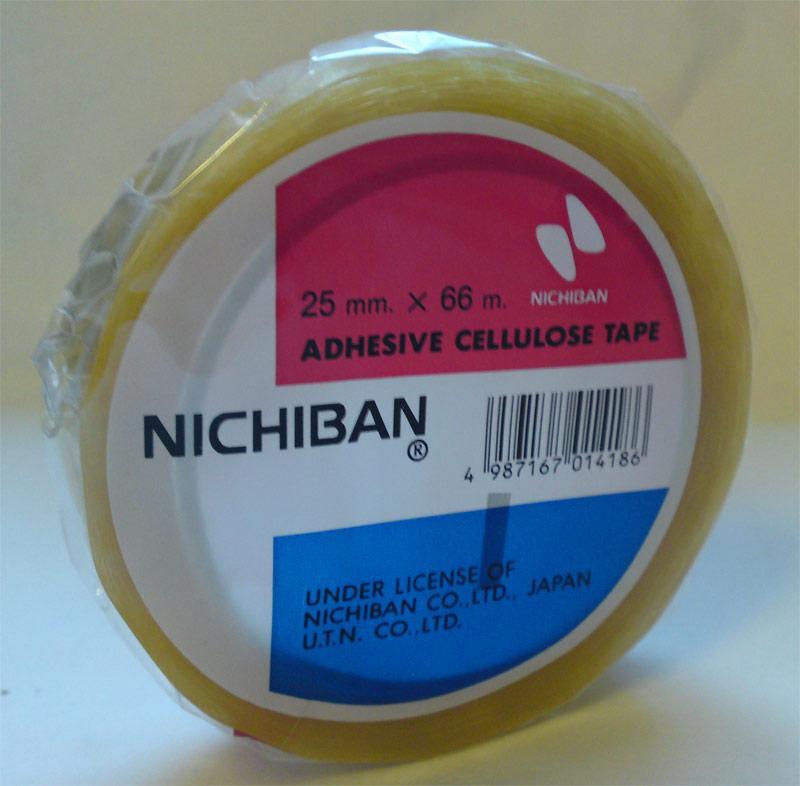 NICHIBAN
25 mm. × 66 m.
ADHESIVE CELLULOSE TAPE
NICHIBAN
®
4 987167 014186
UNDER LICENSE OF
NICHIBAN CO.,LTD., JAPAN
U.T.N. CO.,LTD.